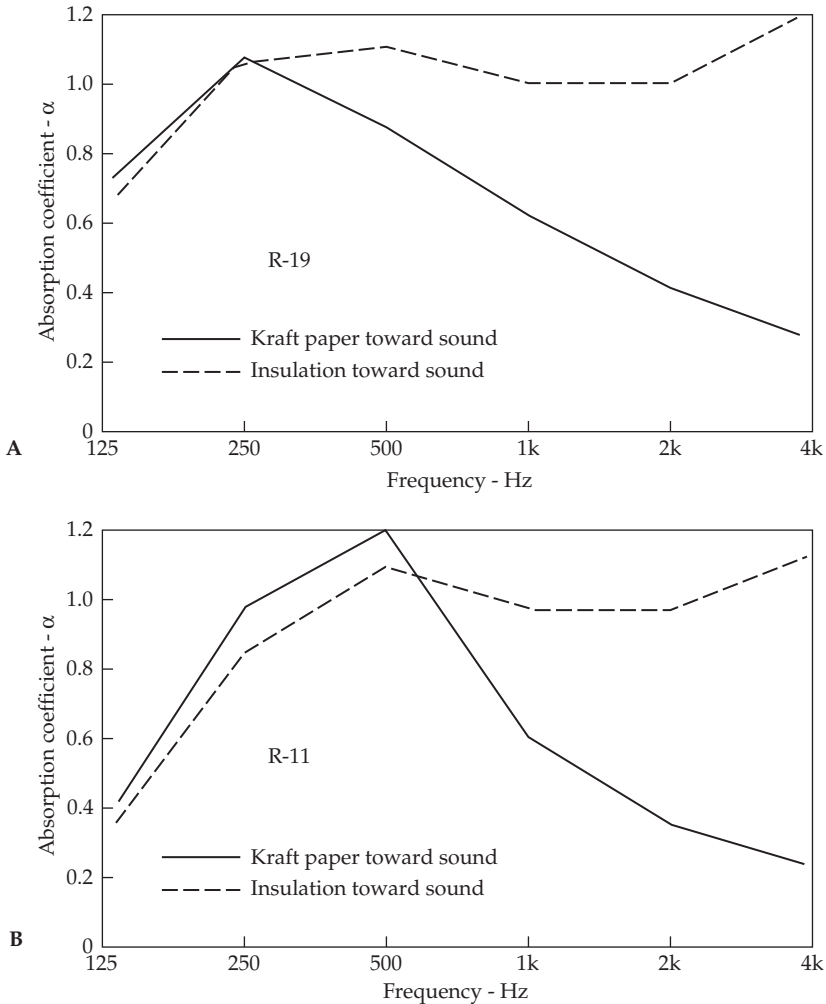 1.2
1.0
Absorption coefficient - α
0.8
0.6
R-19
0.4
Kraft paper toward sound
Insulation toward sound
0.2
0
A
125 250 500 1k 2k 4k
Frequency - Hz
1.2
1.0
Absorption coefficient - α
0.8
0.6
R-11
0.4
Kraft paper toward sound
Insulation toward sound
0.2
B
0
125 250 500 1k 2k 4k
Frequency - Hz